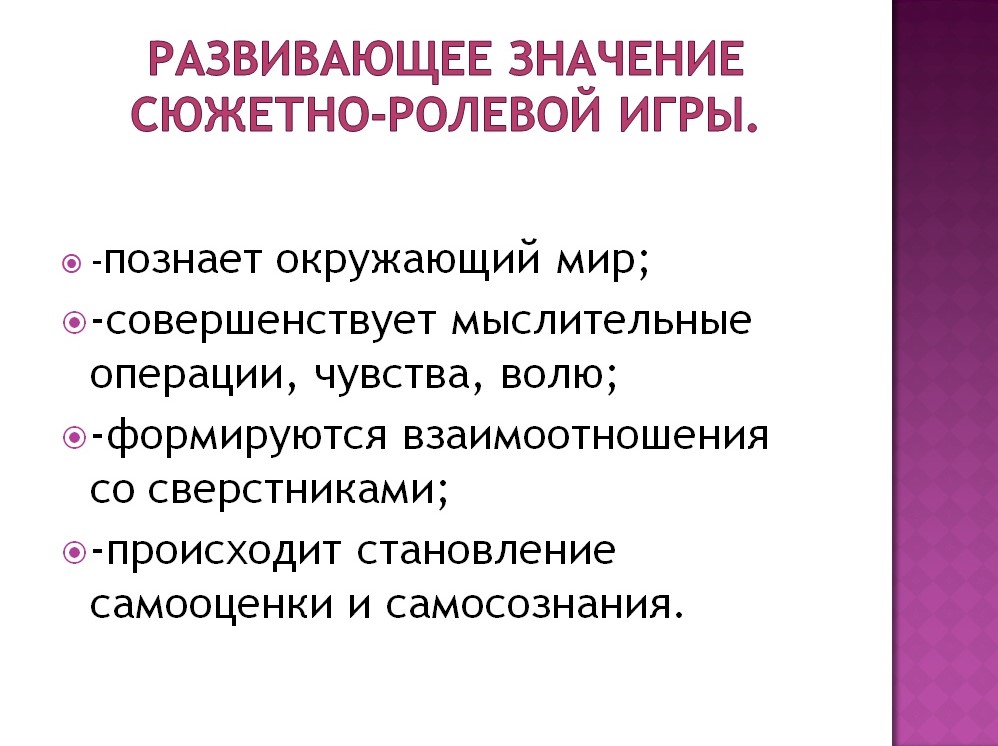 РАЗВИВАЮЩЕЕ ЗНАЧЕНИЕ
СЮЖЕТНО-РОЛЕВОЙ ИГРЫ.
-познает окружающий мир;
-совершенствует мыслительные
операции, чувства, волю;
-формируются взаимоотношения
со сверстниками;
-происходит становление
самооценки и самосознания.